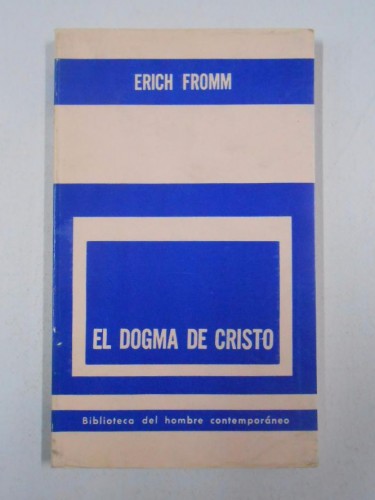 ERICH FROMM
EL DOGMA DE CRISTO
Biblioteca del hombre contemporáneo